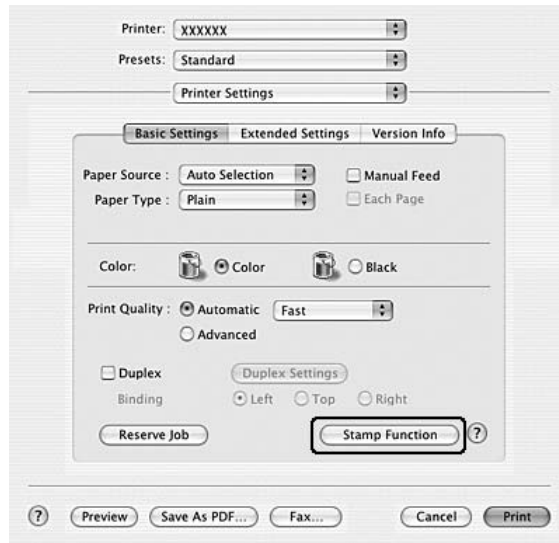 Printer: XXXXXX
Presets: Standard
Printer Settings
Basic Settings Extended Settings Version Info
Paper Source : Auto Selection Manual Feed
Paper Type : Plain Each Page
Color: Color Black
Print Quality : Automatic Fast
Advanced
Duplex Duplex Settings
Binding Left Top Right
Reserve Job Stamp Function ?
? Preview Save As PDF... Fax... Cancel Print